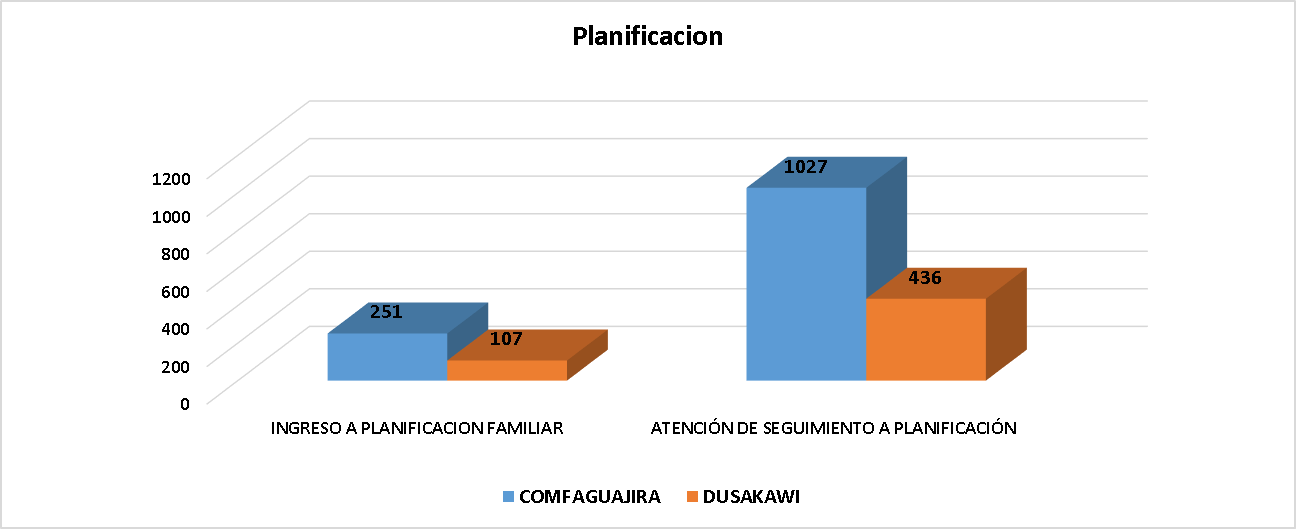 Planificacion
1200
1000
800
600
400
200
0
251
107
1027
436
INGRESO A PLANIFICACION FAMILIAR
ATENCIÓN DE SEGUIMIENTO A PLANIFICACIÓN
COMFAGUAJIRA
DUSAKAWI